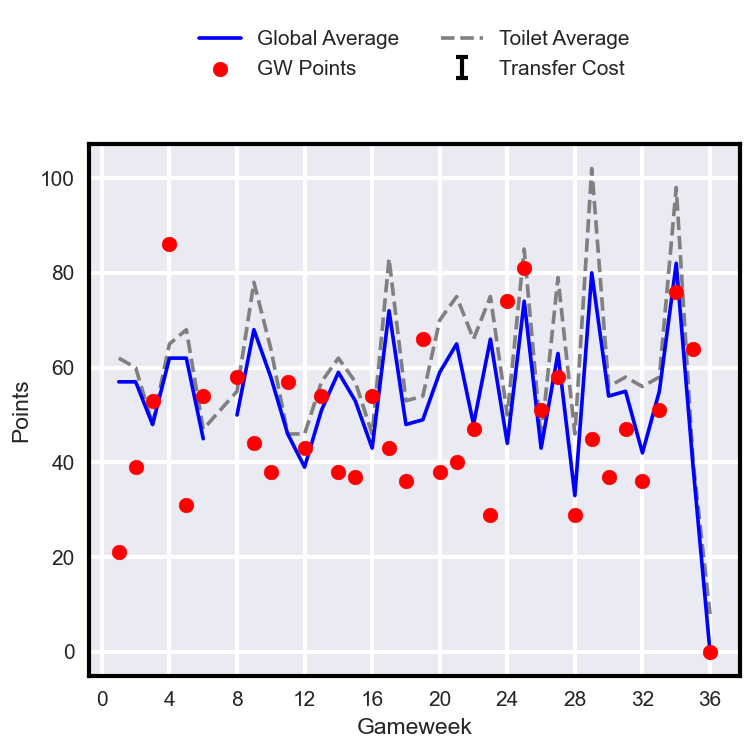 Global Average
Toilet Average
GW Points
Transfer Cost
100
80
60
40
20
0
Points
0 4 8 12 16 20 24 28 32 36
Gameweek